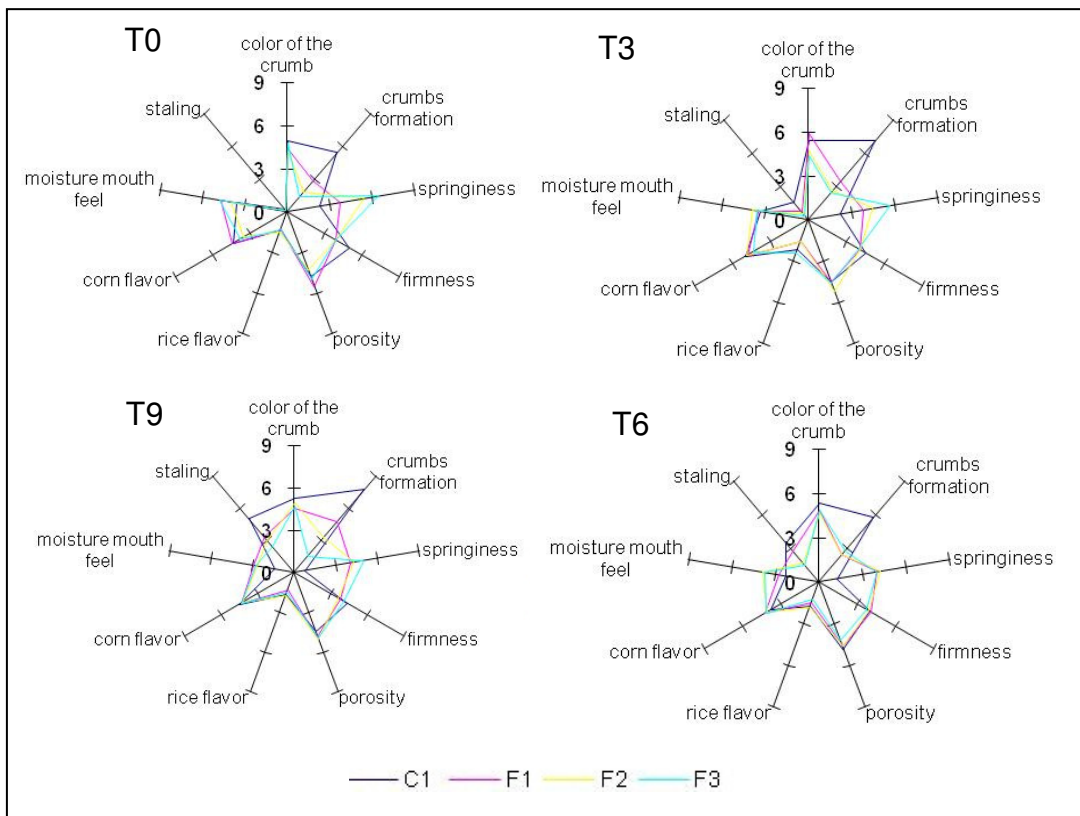 T0
color of the
crumb
9
6
3
0
crumbs
formation
springiness
firmness
porosity
rice flavor
corn flavor
moisture mouth
feel
staling
T3
color of the
crumb
9
6
3
0
crumbs
formation
springiness
firmness
porosity
rice flavor
corn flavor
moisture mouth
feel
staling
T9
color of the
crumb
9
6
3
0
crumbs
formation
springiness
firmness
porosity
rice flavor
corn flavor
moisture mouth
feel
staling
T6
color of the
crumb
9
6
3
0
crumbs
formation
springiness
firmness
porosity
rice flavor
corn flavor
moisture mouth
feel
staling
C1 F1 F2 F3